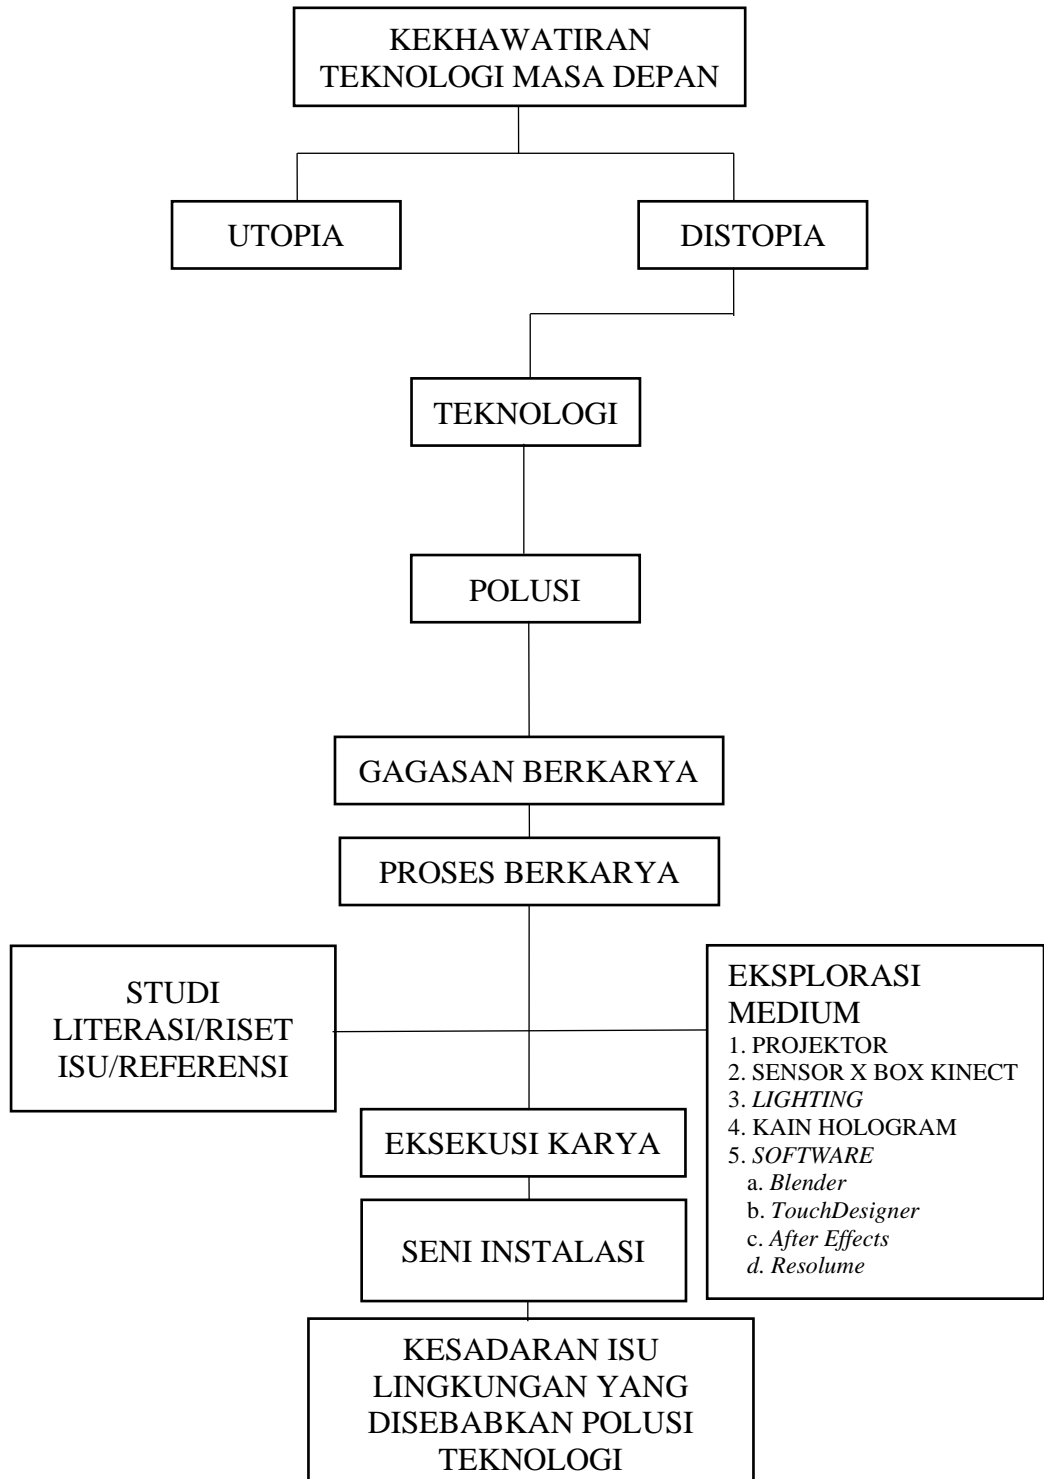 KEKHAWATIRAN
TEKNOLOGI MASA DEPAN
UTOPIA
DISTOPIA
TEKNOLOGI
POLUSI
GAGASAN BERKARYA
PROSES BERKARYA
STUDI
LITERASI/RISET
ISU/REFERENSI
EKSPLORASI
MEDIUM
1. PROJEKTOR
2. SENSOR X BOX KINECT
3. LIGHTING
4. KAIN HOLOGRAM
5. SOFTWARE
a. Blender
b. TouchDesigner
c. After Effects
d. Resolume
EKSEKUSI KARYA
SENI INSTALASI
KESADARAN ISU
LINGKUNGAN YANG
DISEBABKAN POLUSI
TEKNOLOGI